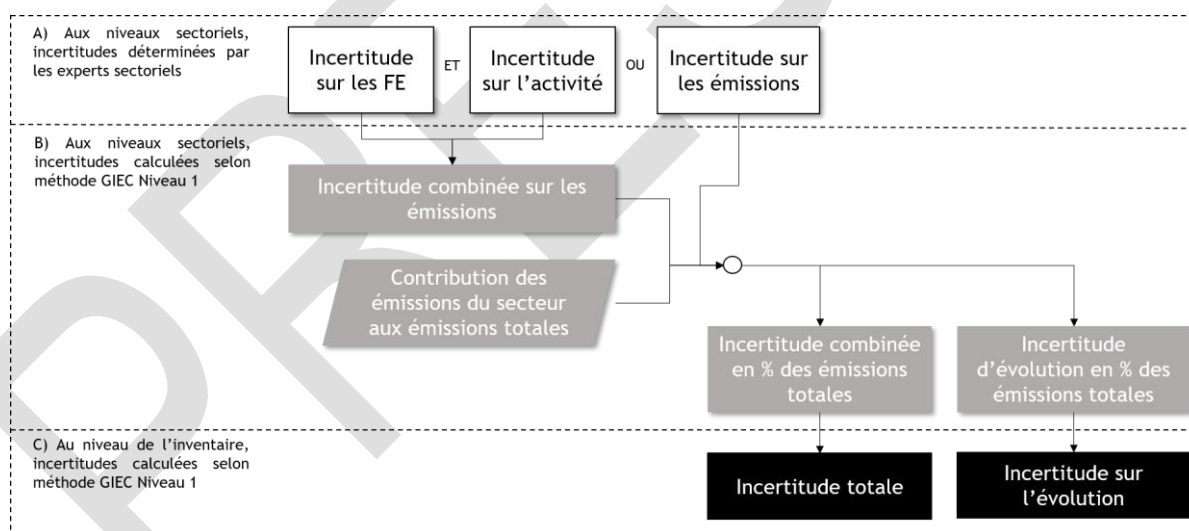 A) Aux niveaux sectoriels,
incertitudes déterminées par
les experts sectoriels
Incertitude
sur les FE
ET
Incertitude
sur l'activité
OU
Incertitude sur
les émissions
B) Aux niveaux sectoriels,
incertitudes calculées selon
méthode GIEC Niveau 1
Incertitude combinée sur les
émissions
Contribution des
émissions du secteur
aux émissions totales
Incertitude combinée
en % des émissions
totales
Incertitude
d'évolution en % des
émissions totales
C) Au niveau de l'inventaire,
incertitudes calculées selon
méthode GIEC Niveau 1
Incertitude totale
Incertitude sur
l'évolution